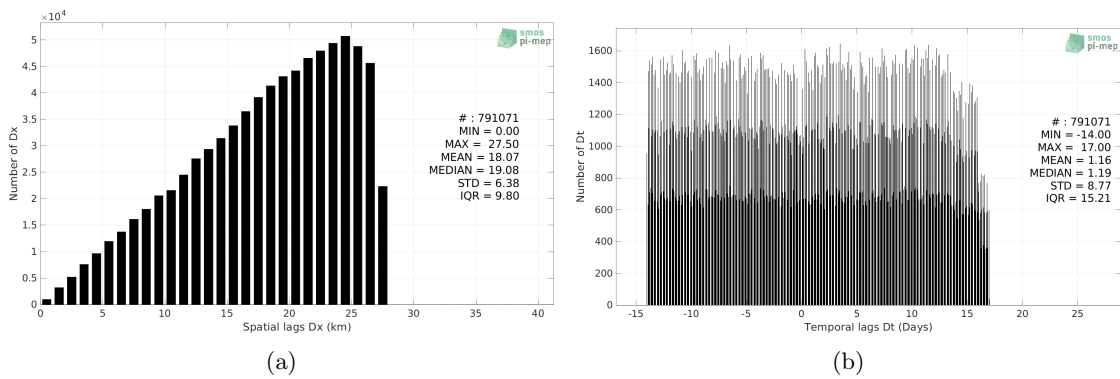 ×10⁴
5
4.5
4
3.5
3
2.5
2
1.5
1
0.5
0
0 5 10 15 20 25 30 35 40
Number of Dx
Spatial lags Dx (km)
smos
pi-mep
# : 791071
MIN = 0.00
MAX = 27.50
MEAN = 18.07
MEDIAN = 19.08
STD = 6.38
IQR = 9.80
(a)
1600
1400
1200
1000
800
600
400
200
0
-15 -10 -5 0 5 10 15 20 25
Number of Dt
Temporal lags Dt (Days)
smos
pi-mep
# : 791071
MIN = -14.00
MAX = 17.00
MEAN = 1.16
MEDIAN = 1.19
STD = 8.77
IQR = 15.21
(b)